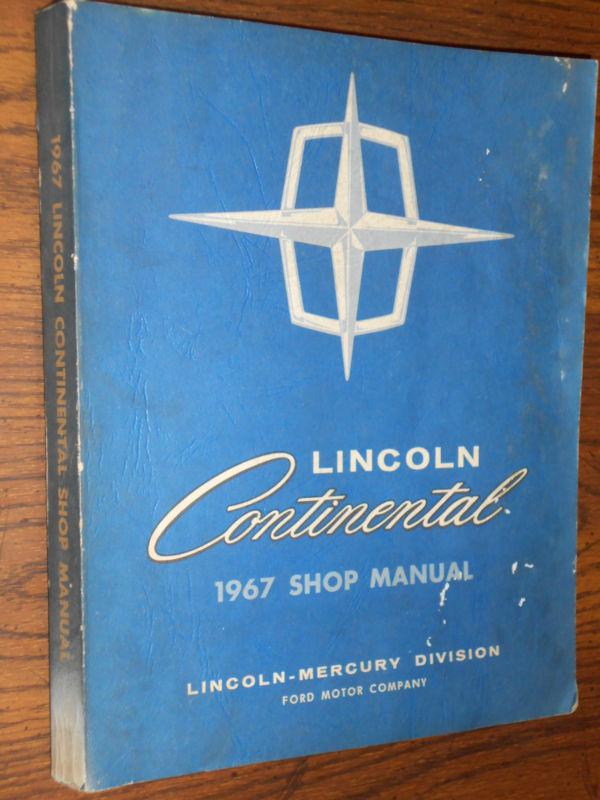 1967 LINCOLN CONTINENTAL SHOP MANUAL
LINCOLN
Continental
1967 SHOP MANUAL
LINCOLN-MERCURY DIVISION
FORD MOTOR COMPANY